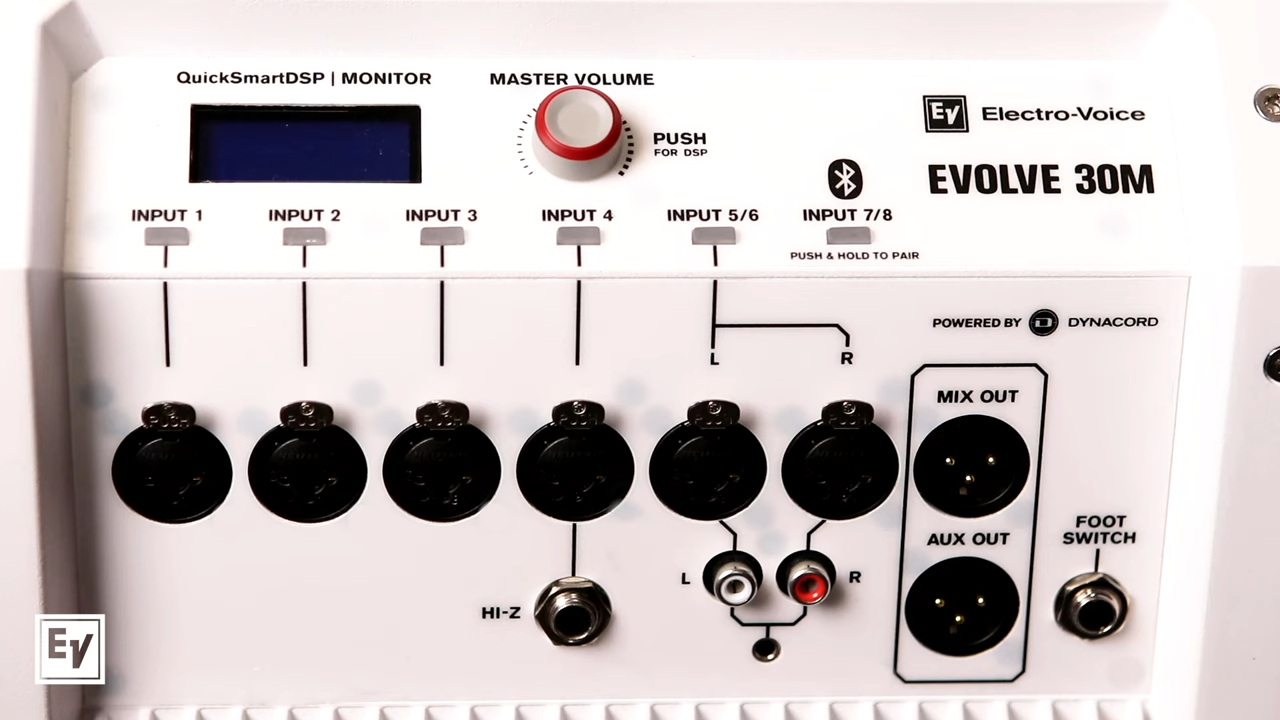 QuickSmartDSP | MONITOR
MASTER VOLUME
PUSH
FOR DSP
EV Electro-Voice
EVOLVE 30M
INPUT 1
INPUT 2
INPUT 3
INPUT 4
INPUT 5/6
INPUT 7/8
PUSH & HOLD TO PAIR
POWERED BY D DYNACORD
L
R
MIX OUT
AUX OUT
FOOT
SWITCH
L
R
HI-Z
EV